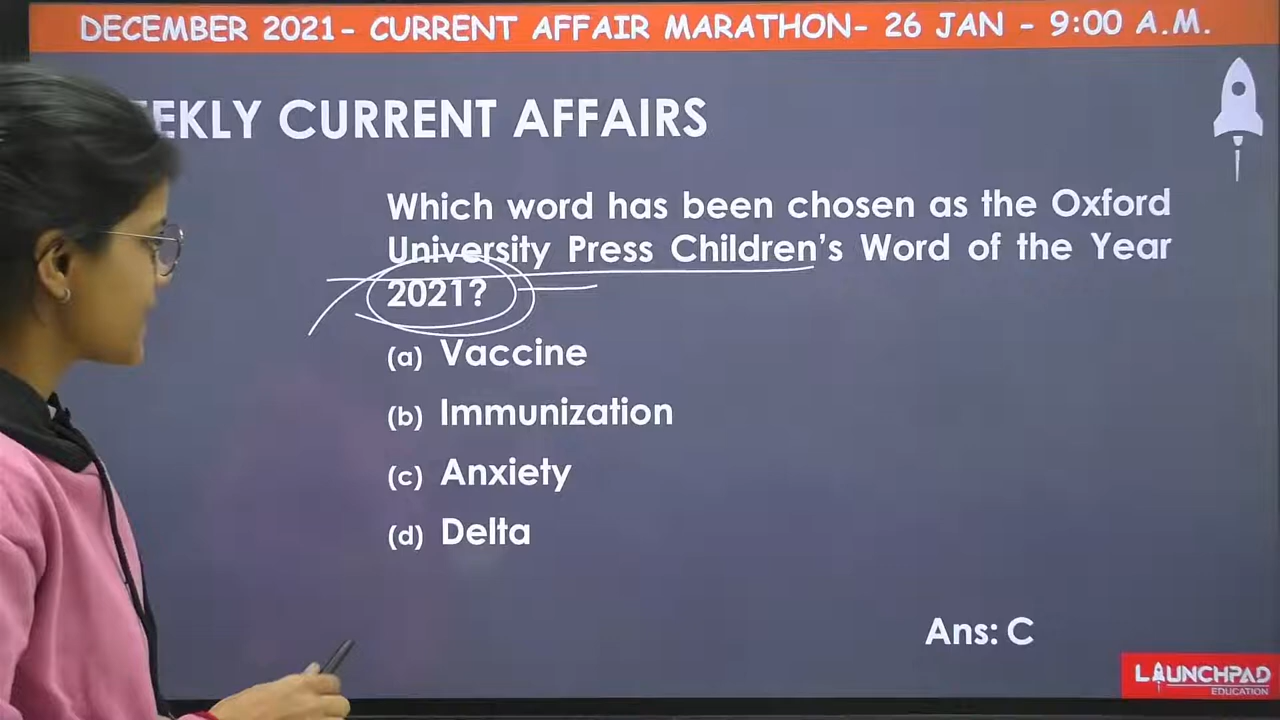 DECEMBER 2021- CURRENT AFFAIR MARATHON- 26 JAN - 9:00 A.M.
EKLY CURRENT AFFAIRS
Which word has been chosen as the Oxford
University Press Children's Word of the Year
2021?
(a) Vaccine
(b) Immunization
(c) Anxiety
(d) Delta
Ans: C
LAUNCHPAD
EDUCATION